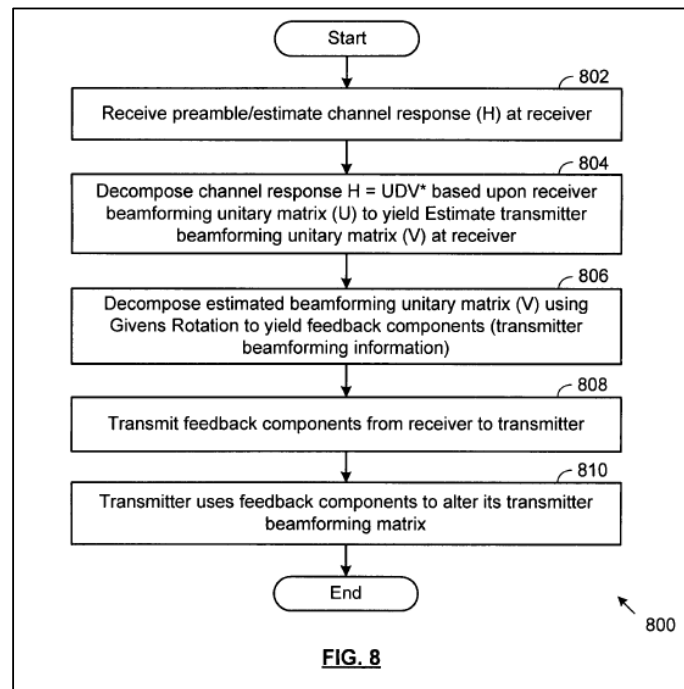 Start
802
Receive preamble/estimate channel response (H) at receiver
804
Decompose channel response H = UDV* based upon receiver
beamforming unitary matrix (U) to yield Estimate transmitter
beamforming unitary matrix (V) at receiver
806
Decompose estimated beamforming unitary matrix (V) using
Givens Rotation to yield feedback components (transmitter
beamforming information)
808
Transmit feedback components from receiver to transmitter
810
Transmitter uses feedback components to alter its transmitter
beamforming matrix
End
800
FIG. 8